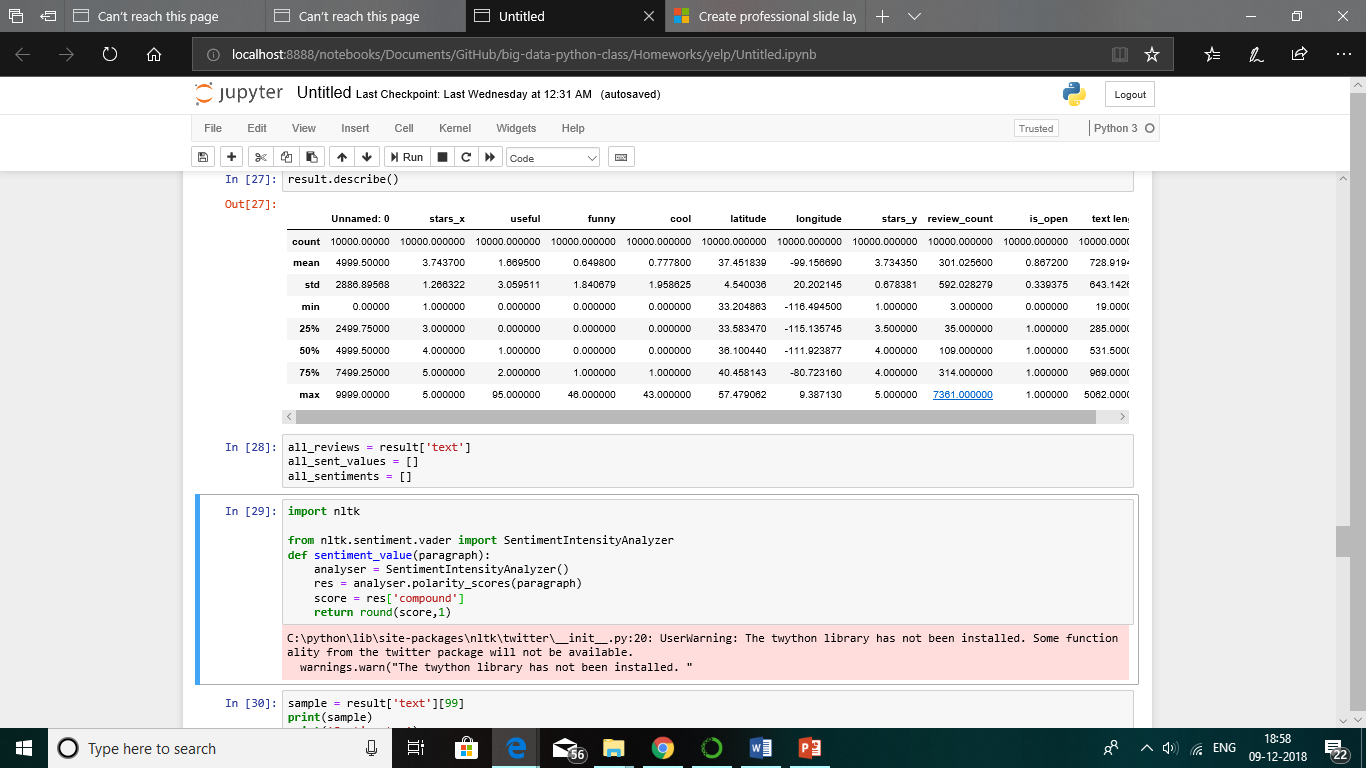 Can't reach this page
Can't reach this page
Untitled
Create professional slide lay
localhost:8888/notebooks/Documents/GitHub/big-data-python-class/Homeworks/yelp/Untitled.ipynb
jupyter Untitled Last Checkpoint: Last Wednesday at 12:31 AM (autosaved)
Logout
File Edit View Insert Cell Kernel Widgets Help
Trusted
Python 3
Run
Code
In [27]: result.describe()
Out[27]:
Unnamed: 0 stars_x useful funny cool latitude longitude stars_y review_count is_open text leng
count 10000.00000 10000.000000 10000.000000 10000.000000 10000.000000 10000.000000 10000.000000 10000.000000 10000.000000 10000.000000 10000.0000
mean 4999.50000 3.743700 1.669500 0.649800 0.777800 37.451839 -99.156690 3.734350 301.025600 0.867200 728.9194
std 2886.89568 1.266322 3.059511 1.840679 1.958625 4.540036 20.202145 0.678381 592.028279 0.339375 643.1426
min 0.00000 1.000000 0.000000 0.000000 0.000000 33.204863 -116.494500 1.000000 3.000000 0.000000 19.0000
25% 2499.75000 3.000000 0.000000 0.000000 0.000000 33.583470 -115.135745 3.500000 35.000000 1.000000 285.0000
50% 4999.50000 4.000000 1.000000 0.000000 0.000000 36.100440 -111.923877 4.000000 109.000000 1.000000 531.5000
75% 7499.25000 5.000000 2.000000 1.000000 1.000000 40.458143 -80.723160 4.000000 314.000000 1.000000 969.0000
max 9999.00000 5.000000 95.000000 46.000000 43.000000 57.479062 9.387130 5.000000 7361.000000 1.000000 5062.0000
In [28]: all_reviews = result['text']
all_sent_values = []
all_sentiments = []
In [29]: import nltk
from nltk.sentiment.vader import SentimentIntensityAnalyzer
def sentiment_value(paragraph):
    analyser = SentimentIntensityAnalyzer()
    res = analyser.polarity_scores(paragraph)
    score = res['compound']
    return round(score,1)
C:\python\lib\site-packages\nltk\twitter\__init__.py:20: UserWarning: The twython library has not been installed. Some function
ality from the twitter package will not be available.
  warnings.warn("The twython library has not been installed. "
In [30]: sample = result['text'][99]
print(sample)
Type here to search
56
ENG
18:58
09-12-2018
22